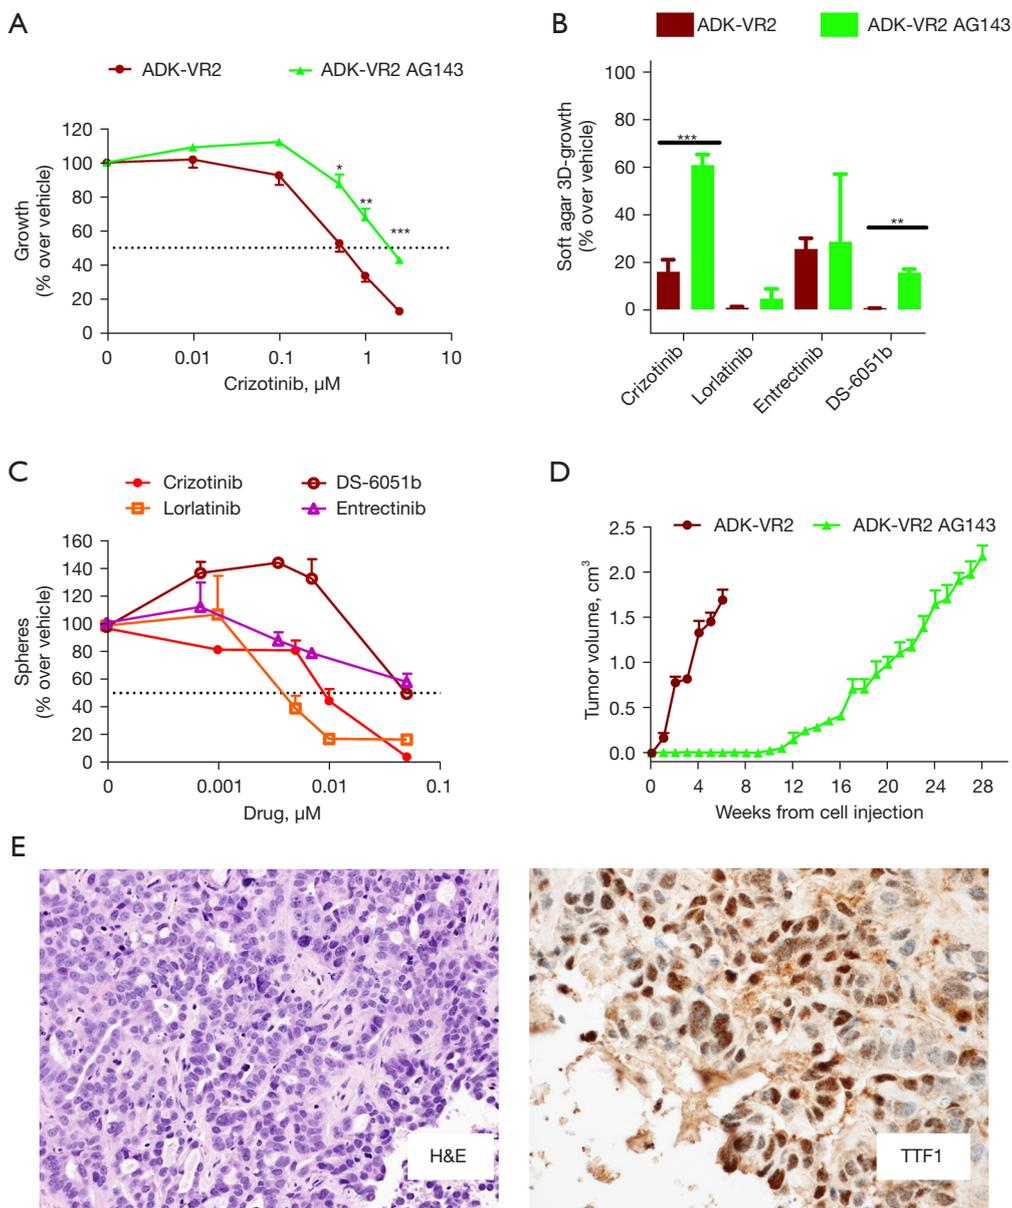 A
ADK-VR2
ADK-VR2 AG143
120
100
80
60
40
20
0
Growth
(% over vehicle)
*
**
***
0
0.01
0.1
1
10
Crizotinib, µM
B
ADK-VR2
ADK-VR2 AG143
100
80
60
40
20
0
Soft agar 3D-growth
(% over vehicle)
***
**
Crizotinib
Lorlatinib
Entrectinib
DS-6051b
C
Crizotinib
DS-6051b
Lorlatinib
Entrectinib
160
140
120
100
80
60
40
20
0
Spheres
(% over vehicle)
0
0.001
0.01
0.1
Drug, µM
D
ADK-VR2
ADK-VR2 AG143
2.5
2.0
1.5
1.0
0.5
0.0
Tumor volume, cm³
0
4
8
12
16
20
24
28
Weeks from cell injection
E
H&E
TTF1